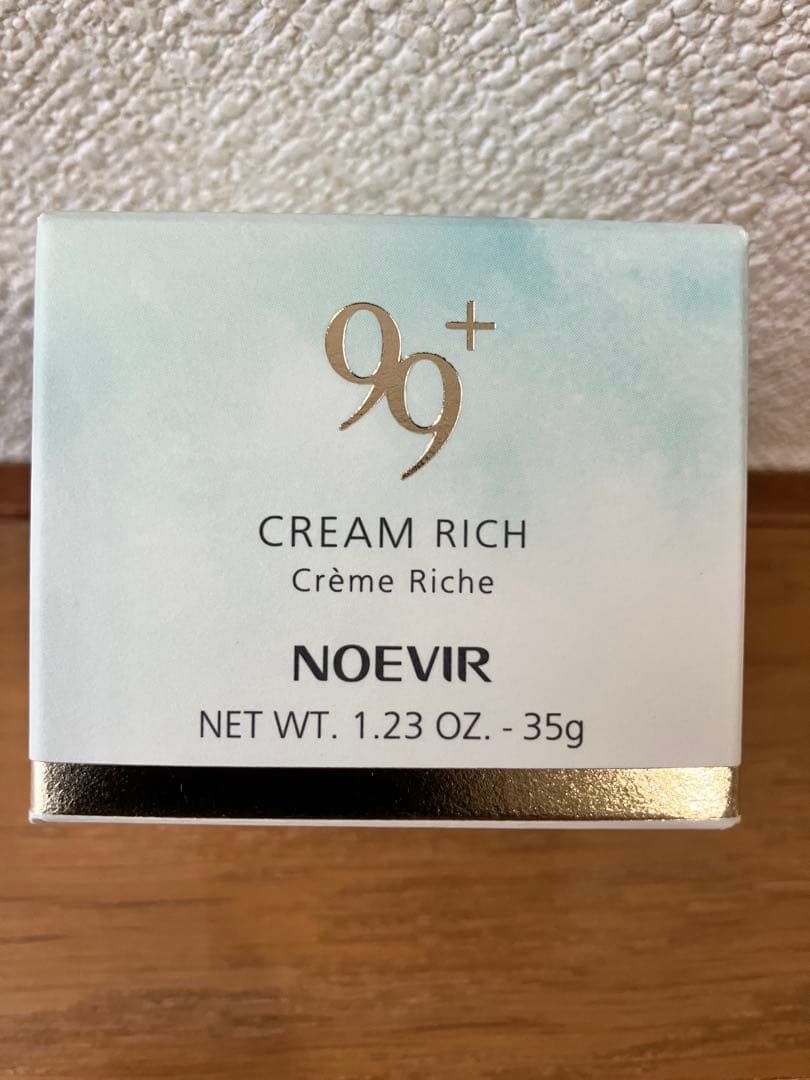 99+
CREAM RICH
Crème Riche
NOEVIR
NET WT. 1.23 OZ. - 35g